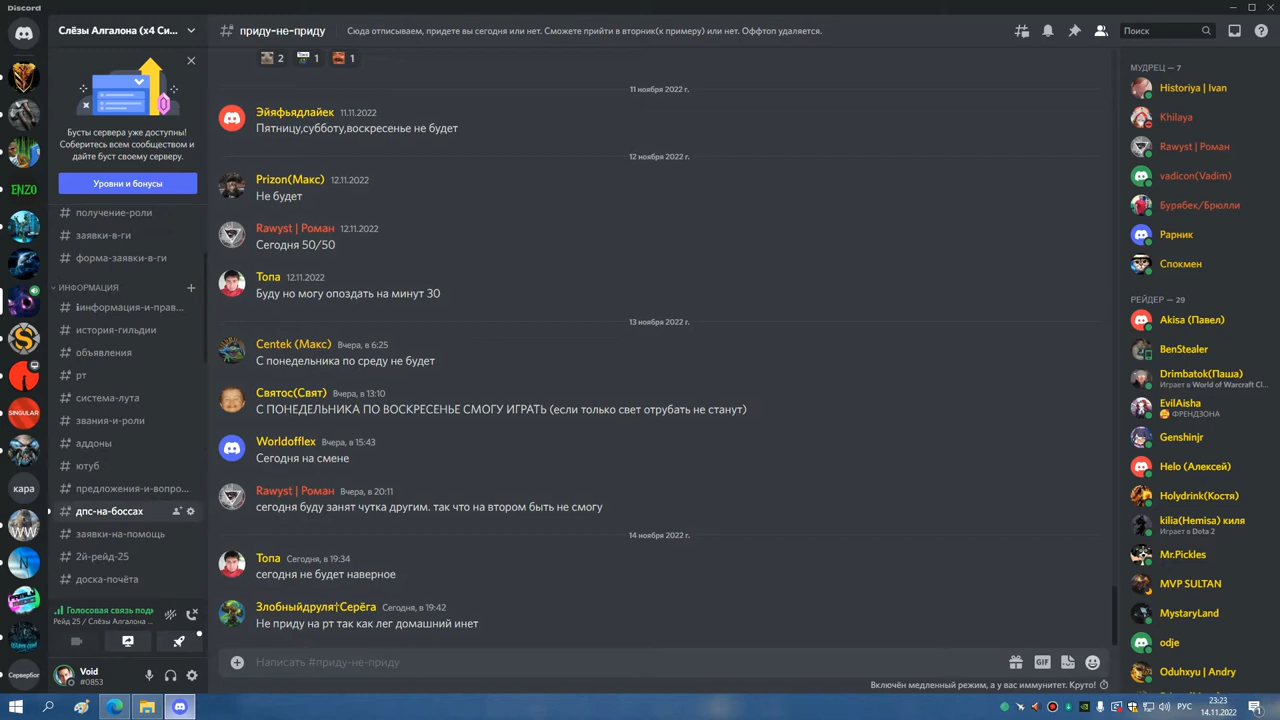 Discord
Слёзы Алгалона (x4 Си...
Бусты сервера уже доступны!
Соберитесь всем сообществом и
дайте буст своему серверу.
Уровни и бонусы
получение-роли
заявки-в-ги
форма-заявки-в-ги
ИНФОРМАЦИЯ
информация-и-прав...
история-гильдии
объявления
рт
система-лута
звания-и-роли
аддоны
ютуб
предложения-и-вопро...
дпс-на-боссах
заявки-на-помощь
2й-рейд-25
доска-почёта
Голосовая связь подк
Рейд 25 / Слёзы Алгалона ...
Void
#0853
ENZO
SINGULAR
кара
WW
Сервербог
приду-не-приду
Сюда отписываем, придете вы сегодня или нет. Сможете прийти в вторник(к примеру) или нет. Оффтоп удаляется.
Поиск
2
1
1
11 ноября 2022 г.
Эйяфьядлайек 11.11.2022
Пятницу,субботу,воскресенье не будет
12 ноября 2022 г.
Prizon(Макс) 12.11.2022
Не будет
Rawyst | Роман 12.11.2022
Сегодня 50/50
Топа 12.11.2022
Буду но могу опоздать на минут 30
13 ноября 2022 г.
Centek (Макс) Вчера, в 6:25
С понедельника по среду не будет
Святос(Свят) Вчера, в 13:10
С ПОНЕДЕЛЬНИКА ПО ВОСКРЕСЕНЬЕ СМОГУ ИГРАТЬ (если только свет отрубать не станут)
Worldofflex Вчера, в 15:43
Сегодня на смене
Rawyst | Роман Вчера, в 20:11
сегодня буду занят чутка другим. так что на втором быть не смогу
14 ноября 2022 г.
Топа Сегодня, в 19:34
сегодня не будет наверное
Злобныйдруля†Серёга Сегодня, в 19:42
Не приду на рт так как лег домашний инет
Написать #приду-не-приду
GIF
Включён медленный режим, а у вас иммунитет. Круто!
МУДРЕЦ — 7
Historiya | Ivan
Khilaya
Rawyst | Роман
vadicon(Vadim)
Бурябек/Брюлли
Рарник
Спокмен
РЕЙДЕР — 29
Akisa (Павел)
BenStealer
Drimbatok(Паша)
Играет в World of Warcraft Cl...
EvilAisha
ФРЕНДЗОНА
Genshinjr
Helo (Алексей)
Holydrink(Костя)
kilia(Hemisa) киля
Играет в Dota 2
Mr.Pickles
MVP SULTAN
MystaryLand
odje
Oduhxyu | Andry
РУС
23:23
14.11.2022
1